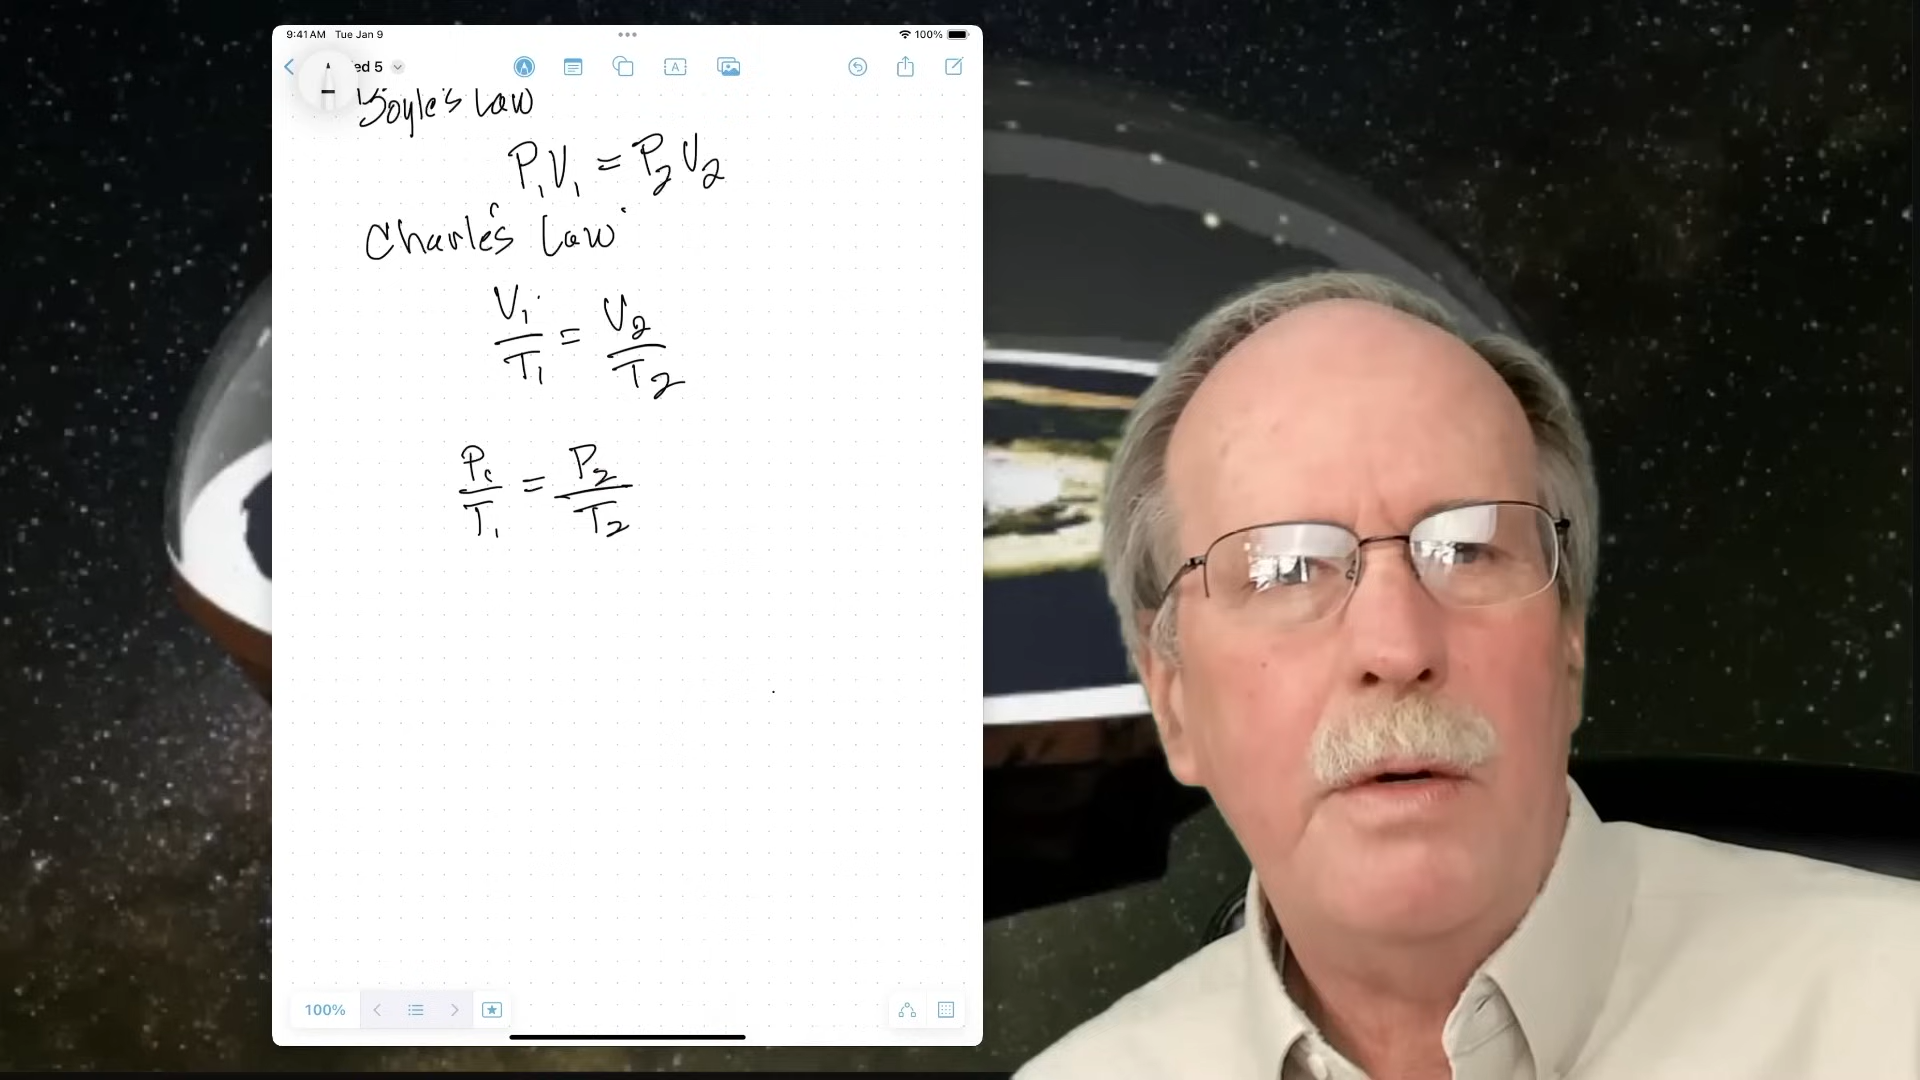 9:41 AM Tue Jan 9
100%
ed 5
A
Boyle's Law
P₁V₁ = P₂V₂
Charle's Law
V₁/T₁ = V₂/T₂
P₁/T₁ = P₂/T₂
100%